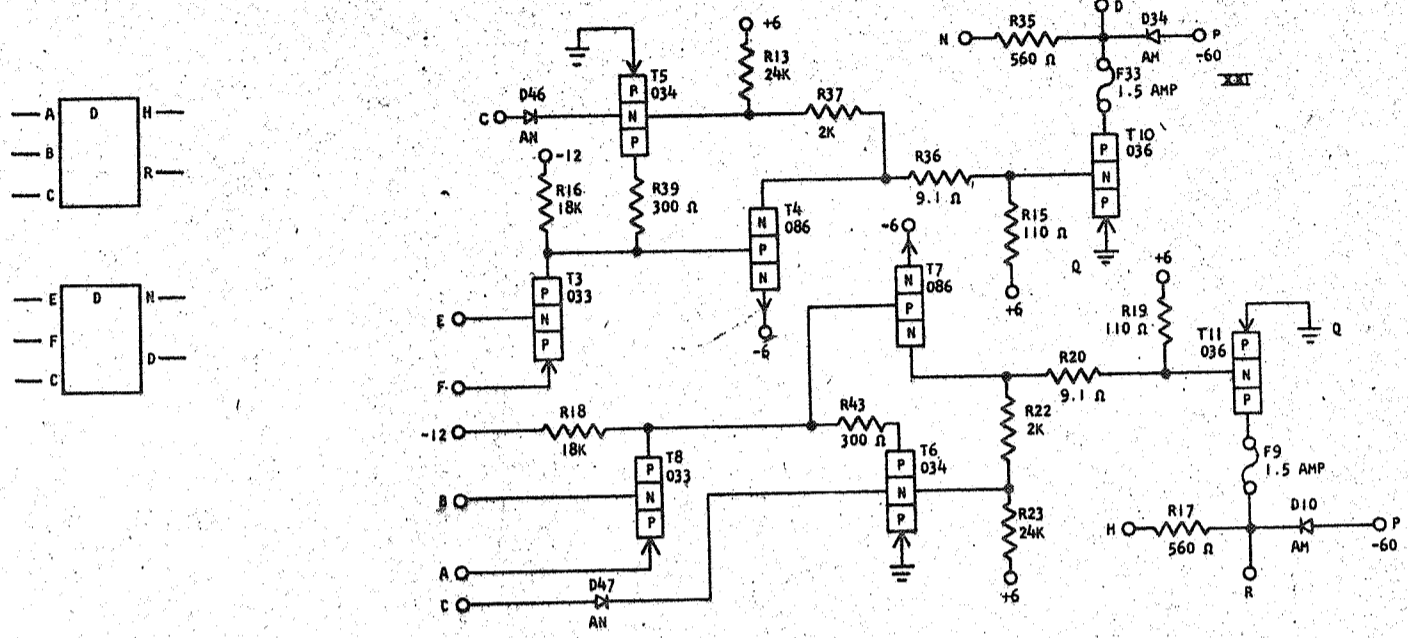 A D H
B
R
C
E D N
F
D
C
D
N R35 D34 P
560 Ω AM -60
F33
1.5 AMP
XXI
+6
R13
24K
T5
034
P
N
P
D46
C
AN
R37
2K
-12
R16
18K
R39
300 Ω
R36
9.1 Ω
T10
036
P
N
P
T4
086
N
P
N
-6
R15
110 Ω
+6
Q
T3
033
P
N
P
E
F
-6
T7
086
N
P
N
+6
R19
110 Ω
T11
036
P
N
P
Q
R20
9.1 Ω
-12 R18
18K
R43
300 Ω
R22
2K
T8
033
P
N
P
B
T6
034
P
N
P
F9
1.5 AMP
R23
24K
+6
H R17 D10 P
560 Ω AM -60
R
A
C D47
AN